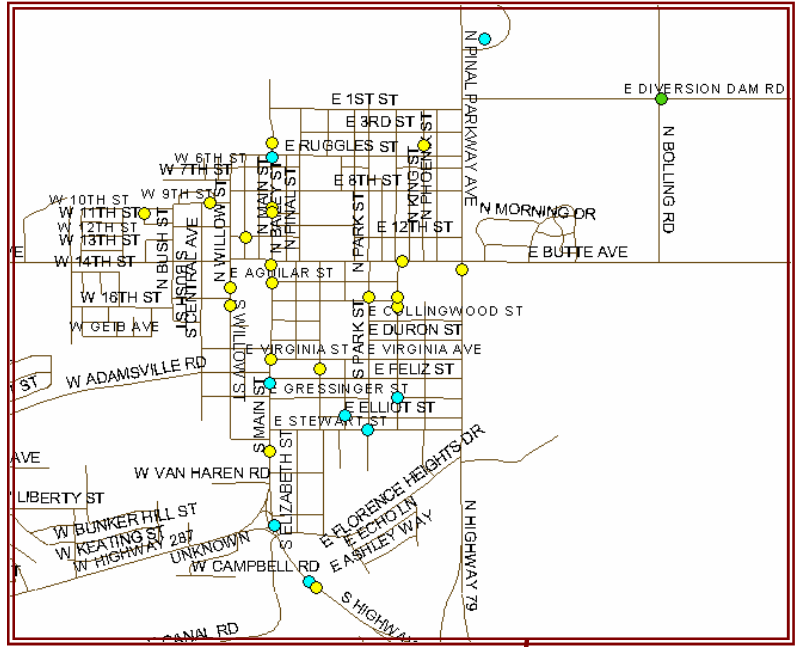 N PINAL PARKWAY AVE
E DIVERSION DAM RD
E 1ST ST
E 3RD ST
N PHOENIX ST
E RUGGLES ST
N BOLLING RD
W 6TH ST
W 7TH ST
N MAIN ST
N BAILEY ST
N PINAL ST
E 8TH ST
N KING ST
W 9TH ST
N WILLOW ST
W 10TH ST
W 11TH ST
W 12TH ST
W 13TH ST
W 14TH ST
N BUSH ST
S BUSH ST
S CENTRAL AVE
N PARK ST
E 12TH ST
N MORNING DR
E BUTTE AVE
VE
E AGUILAR ST
W 16TH ST
W GEIB AVE
S WILLOW ST
E COLLINGWOOD ST
E DURON ST
S PARK ST
E VIRGINIA ST
E VIRGINIA AVE
E FELIZ ST
W ADAMSVILLE RD
ST
E GRESSINGER ST
E ELLIOT ST
S MAIN ST
E STEWART ST
AVE
W VAN HAREN RD
S ELIZABETH ST
E FLORENCE HEIGHTS DR
LIBERTY ST
E ECHO LN
E ASHLEY WAY
N HIGHWAY 79
W BUNKER HILL ST
W KEATING ST
W HIGHWAY 287
UNKNOWN
T
W CAMPBELL RD
S HIGHWAY
CANAL RD